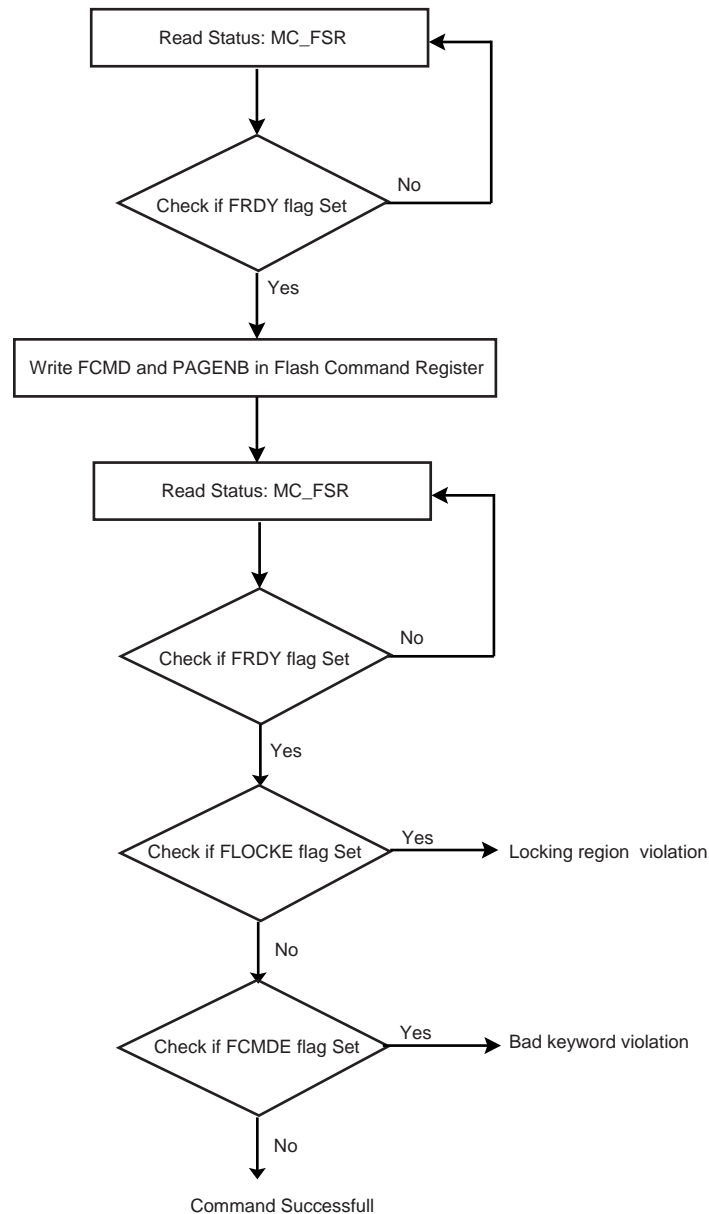 Read Status: MC_FSR
Check if FRDY flag Set
No
Yes
Write FCMD and PAGENB in Flash Command Register
Read Status: MC_FSR
Check if FRDY flag Set
No
Yes
Check if FLOCKE flag Set
Yes
Locking region violation
No
Check if FCMDE flag Set
Yes
Bad keyword violation
No
Command Successfull